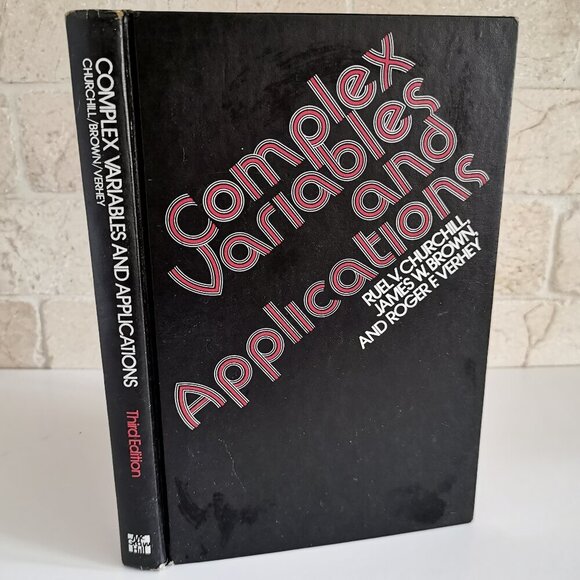 COMPLEX VARIABLES AND APPLICATIONS
CHURCHILL/BROWN/VERHEY
Third Edition
Complex
Variables
and
Applications
RUEL V. CHURCHILL,
JAMES W. BROWN,
AND ROGER F. VERHEY